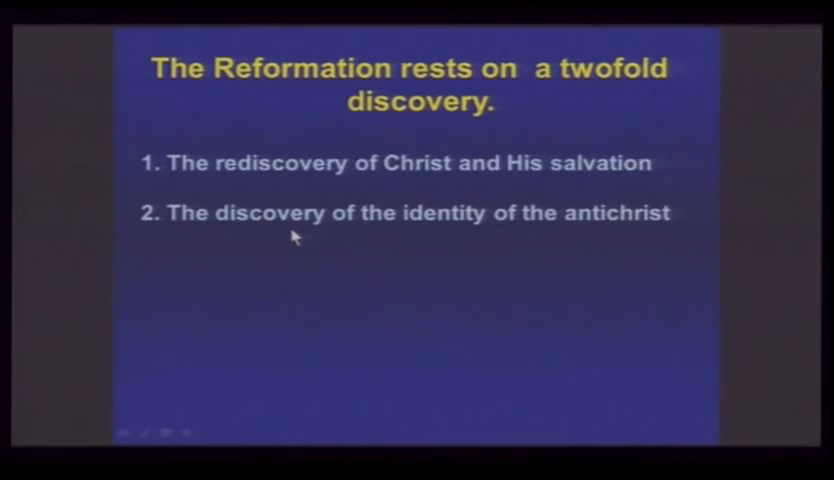 The Reformation rests on a twofold
discovery.
1. The rediscovery of Christ and His salvation
2. The discovery of the identity of the antichrist